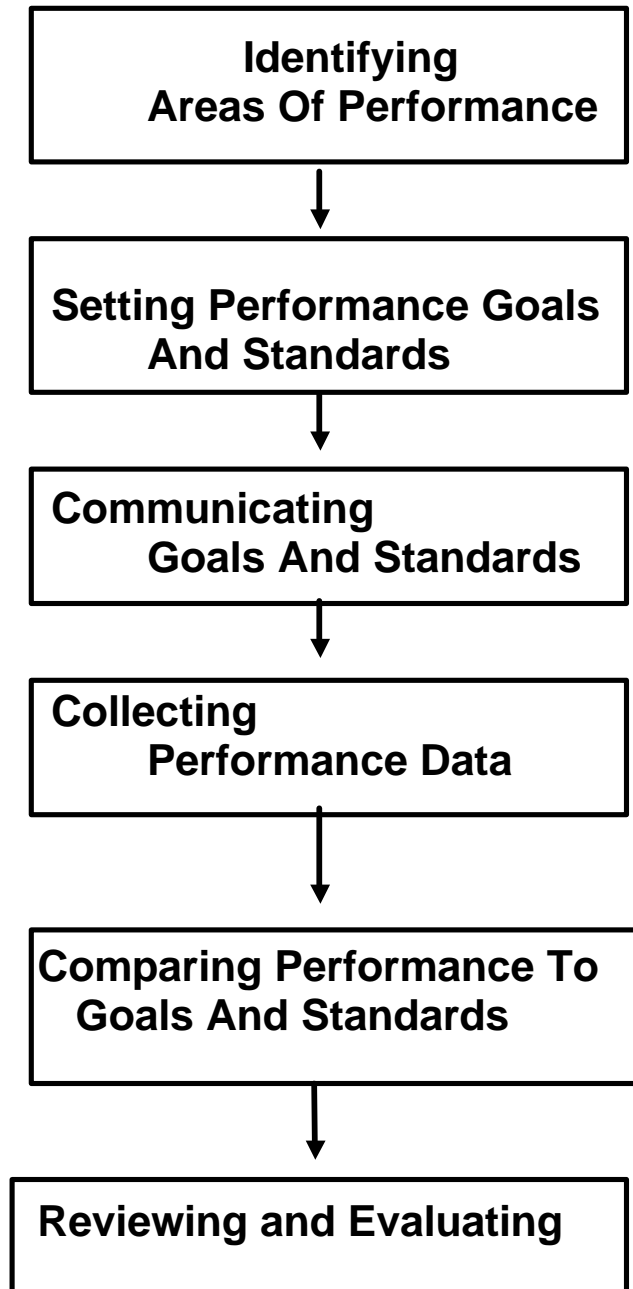 Identifying
Areas Of Performance
Setting Performance Goals
And Standards
Communicating
Goals And Standards
Collecting
Performance Data
Comparing Performance To
Goals And Standards
Reviewing and Evaluating